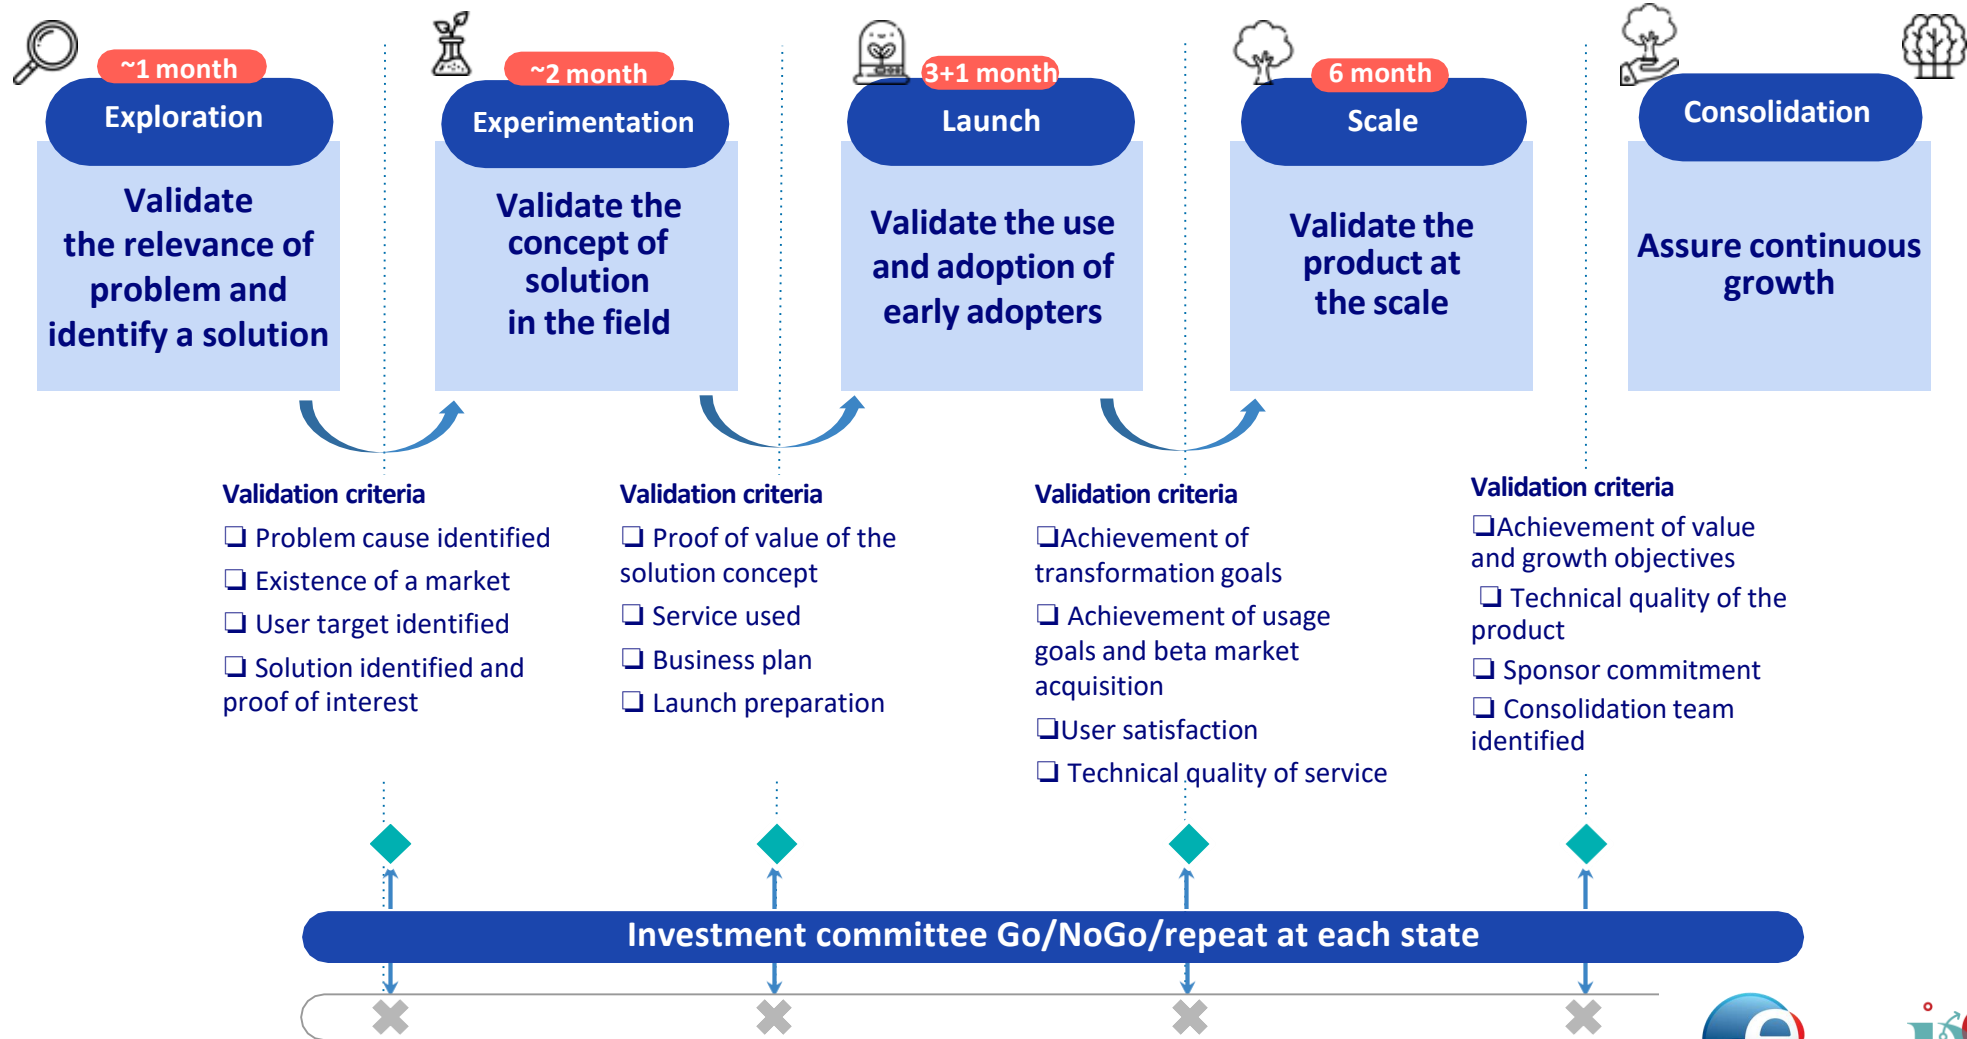 ~1 month
Exploration
Validate
the relevance of
problem and
identify a solution
~2 month
Experimentation
Validate the
concept of
solution
in the field
3+1 month
Launch
Validate the use
and adoption of
early adopters
6 month
Scale
Validate the
product at
the scale
Consolidation
Assure continuous
growth
Validation criteria
❏ Problem cause identified
❏ Existence of a market
❏ User target identified
❏ Solution identified and
proof of interest
Validation criteria
❏ Proof of value of the
solution concept
❏ Service used
❏ Business plan
❏ Launch preparation
Validation criteria
❏Achievement of
transformation goals
❏ Achievement of usage
goals and beta market
acquisition
❏User satisfaction
❏ Technical quality of service
Validation criteria
❏Achievement of value
and growth objectives
❏ Technical quality of the
product
❏ Sponsor commitment
❏ Consolidation team
identified
Investment committee Go/NoGo/repeat at each state